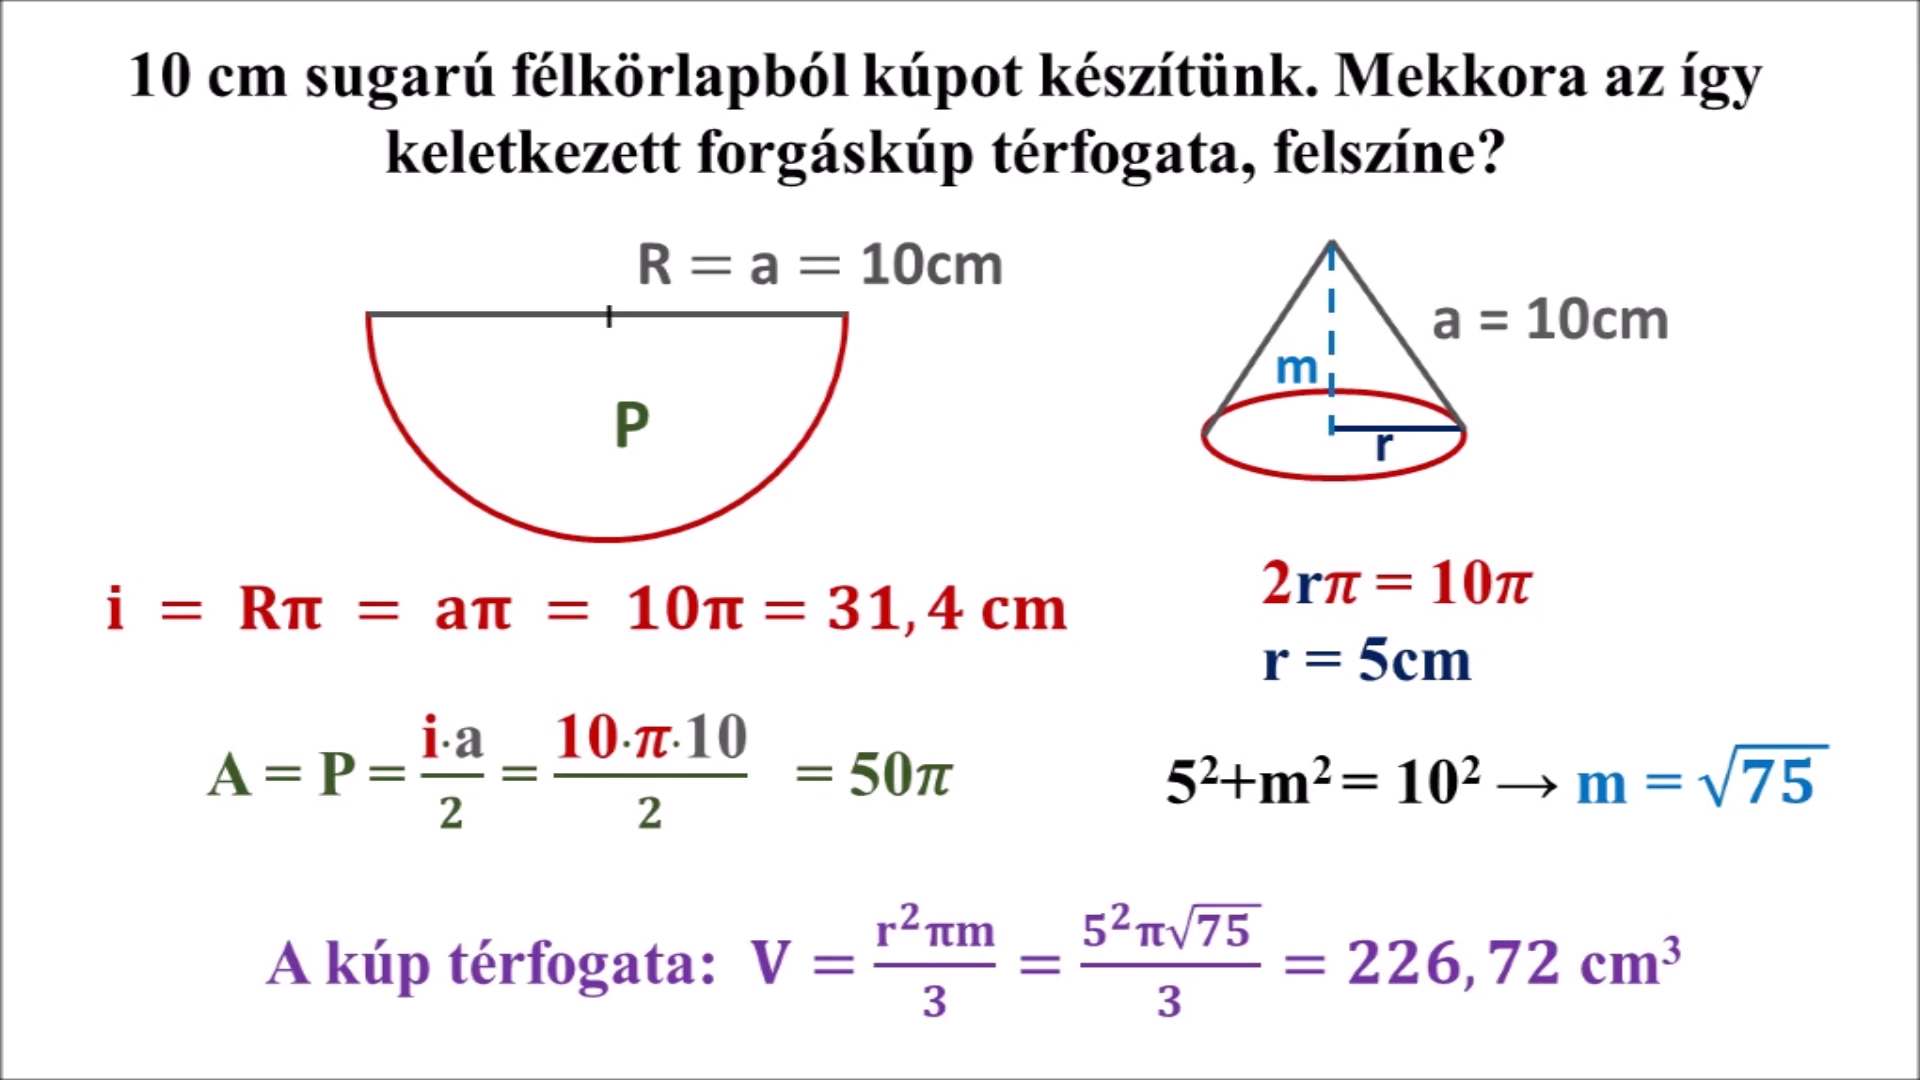 10 cm sugarú félkörlapból kúpot készítünk. Mekkora az így
keletkezett forgáskúp térfogata, felszíne?
R = a = 10cm
P
a = 10cm
m
r
i = Rπ = aπ = 10π = 31,4 cm
2rπ = 10π
r = 5cm
A = P = i·a/2 = 10·π·10/2 = 50π
5²+m² = 10² → m = √75
A kúp térfogata: V = r²πm/3 = 5²π√75/3 = 226,72 cm³